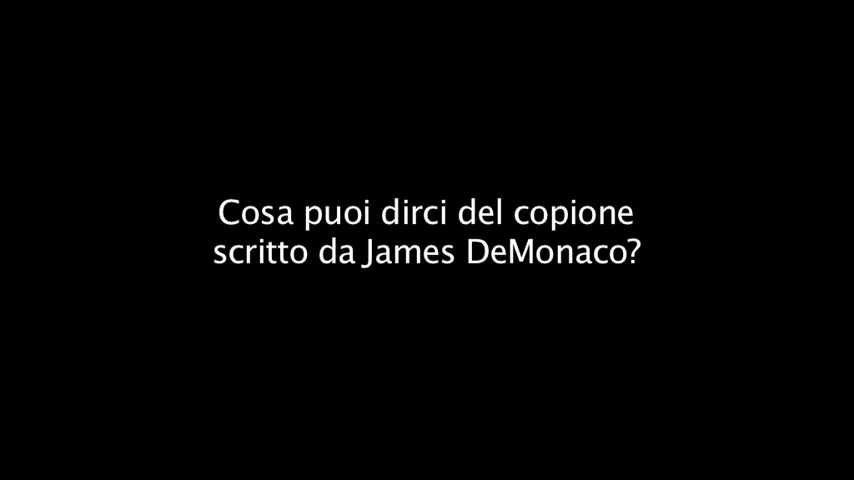 Cosa puoi dirci del copione
scritto da James DeMonaco?